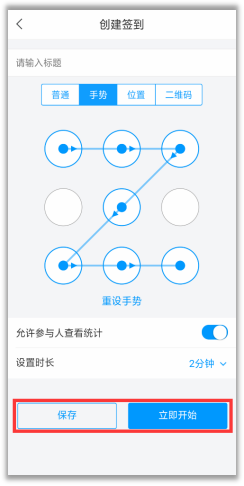 创建签到
请输入标题
普通 手势 位置 二维码
重设手势
允许参与人查看统计
设置时长 2分钟
保存 立即开始